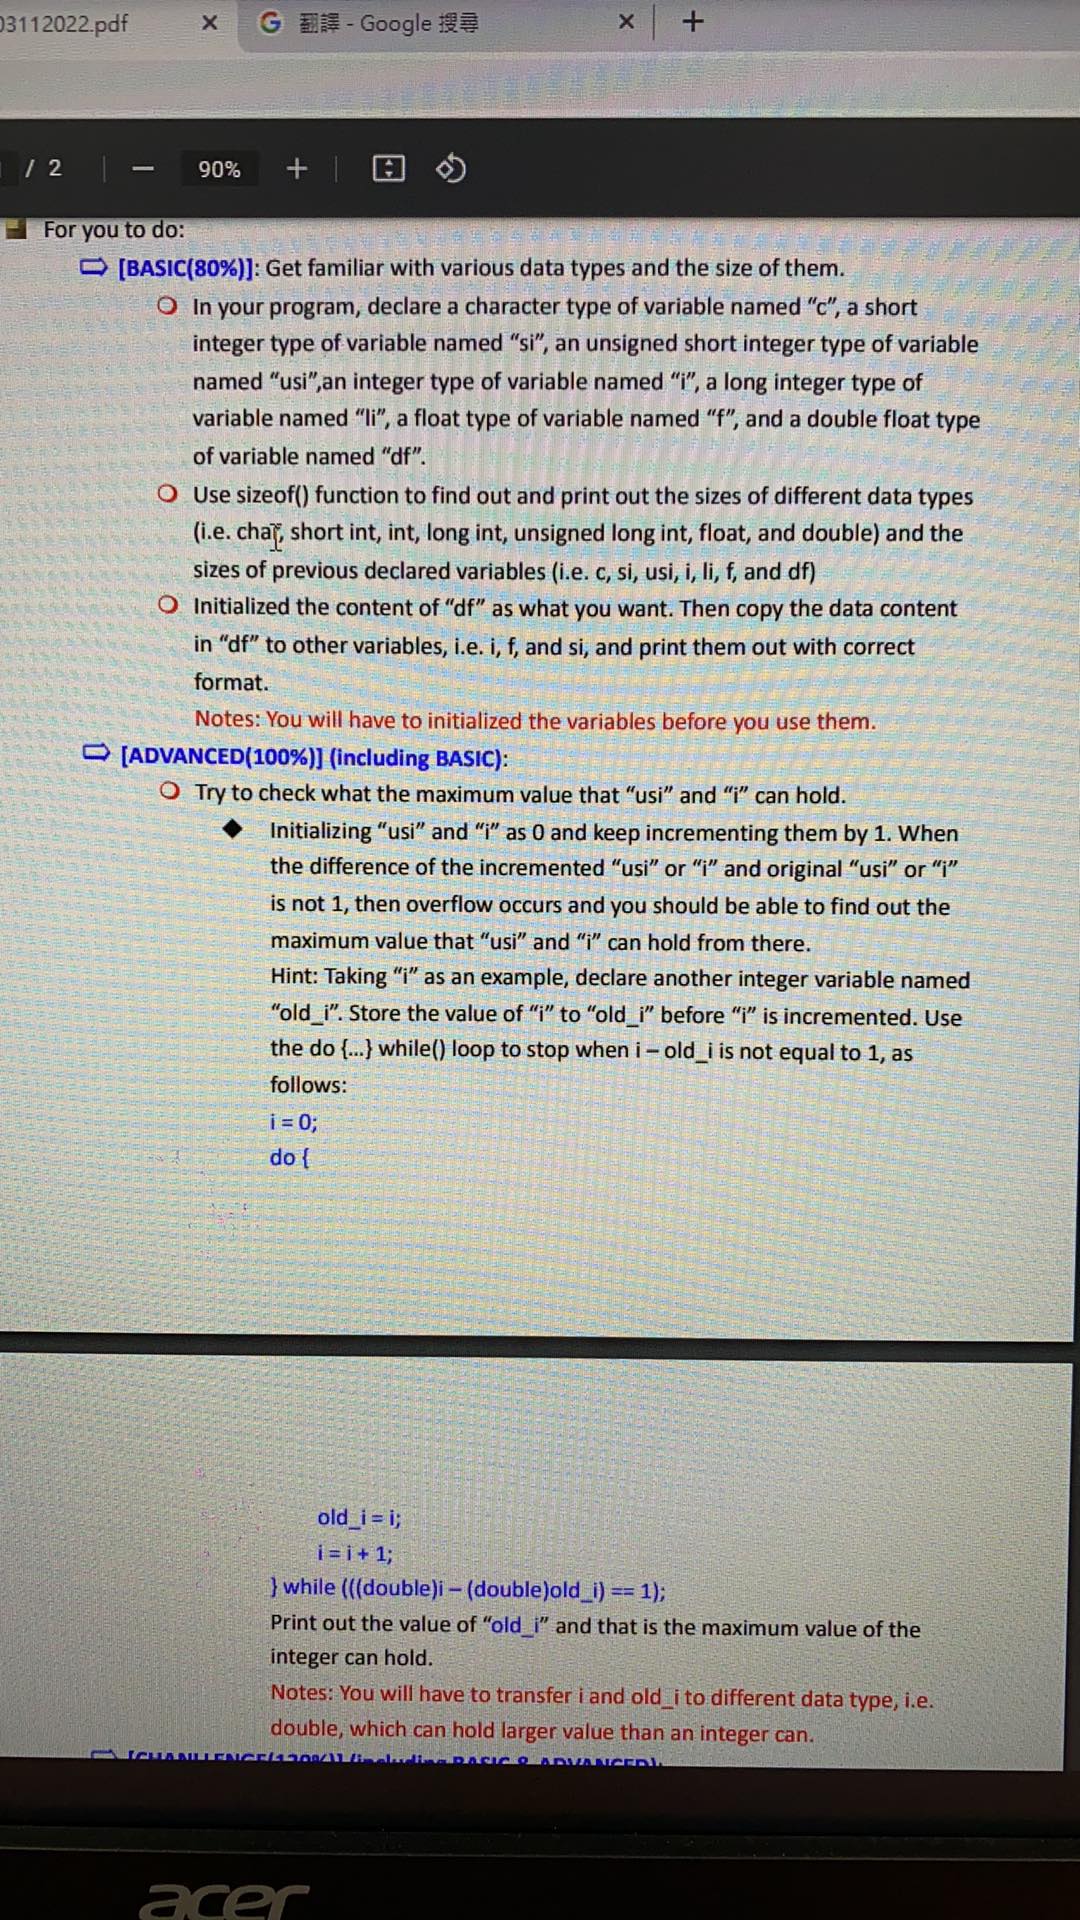 03112022.pdf
翻譯 - Google 搜尋
/ 2
90%
For you to do:
[BASIC(80%)]: Get familiar with various data types and the size of them.
In your program, declare a character type of variable named “c”, a short
integer type of variable named “si”, an unsigned short integer type of variable
named “usi”,an integer type of variable named “i”, a long integer type of
variable named “li”, a float type of variable named “f”, and a double float type
of variable named “df”.
Use sizeof() function to find out and print out the sizes of different data types
(i.e. char, short int, int, long int, unsigned long int, float, and double) and the
sizes of previous declared variables (i.e. c, si, usi, i, li, f, and df)
Initialized the content of “df” as what you want. Then copy the data content
in “df” to other variables, i.e. i, f, and si, and print them out with correct
format.
Notes: You will have to initialized the variables before you use them.
[ADVANCED(100%)] (including BASIC):
Try to check what the maximum value that “usi” and “i” can hold.
Initializing “usi” and “i” as 0 and keep incrementing them by 1. When
the difference of the incremented “usi” or “i” and original “usi” or “i”
is not 1, then overflow occurs and you should be able to find out the
maximum value that “usi” and “i” can hold from there.
Hint: Taking “i” as an example, declare another integer variable named
“old_i”. Store the value of “i” to “old_i” before “i” is incremented. Use
the do {...} while() loop to stop when i – old_i is not equal to 1, as
follows:
i = 0;
do {
old_i = i;
i = i + 1;
} while (((double)i – (double)old_i) == 1);
Print out the value of “old_i” and that is the maximum value of the
integer can hold.
Notes: You will have to transfer i and old_i to different data type, i.e.
double, which can hold larger value than an integer can.
[CHANLLENGE(120%)] (including BASIC & ADVANCED):
acer